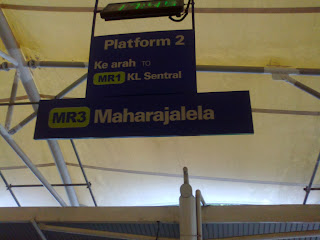 Platform 2
Ke arah TO
MR1 KL Sentral
MR3 Maharajalela